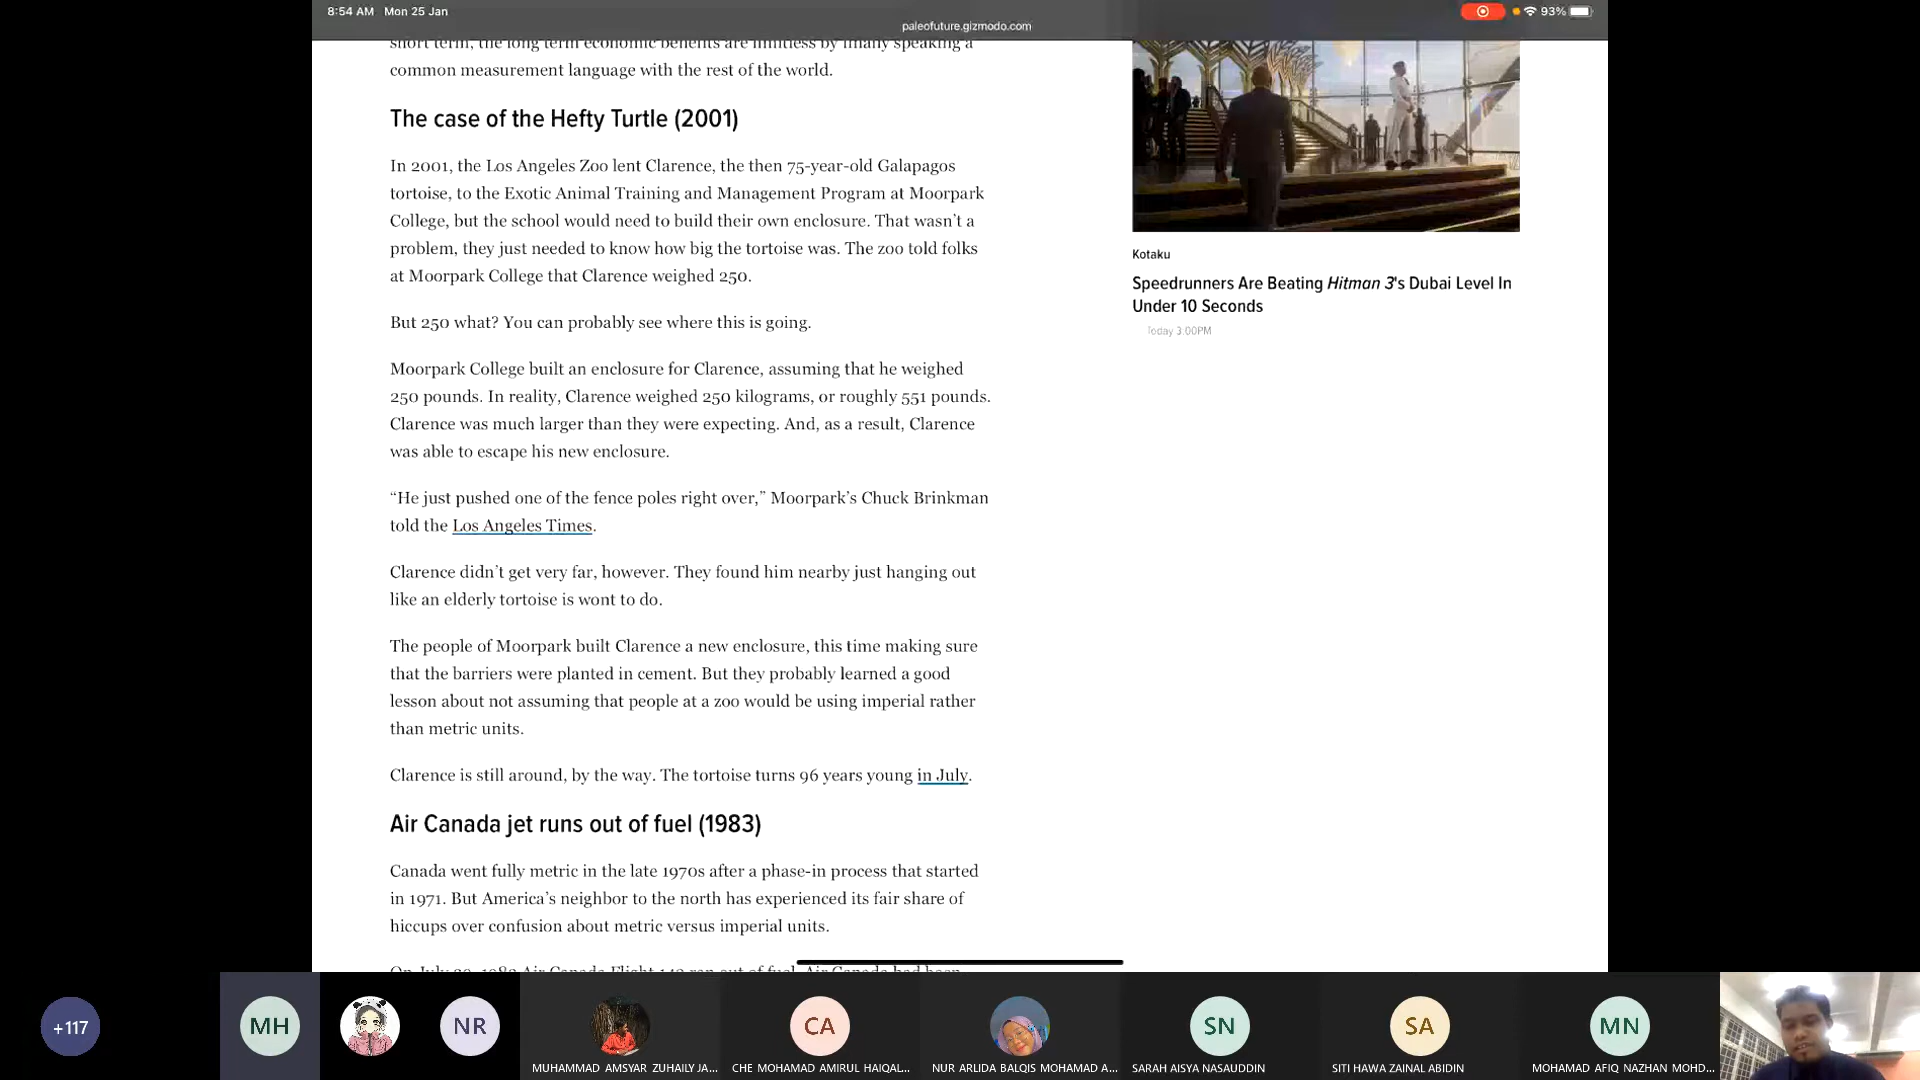 8:54 AM Mon 25 Jan
93%
paleofuture.gizmodo.com
short term, the long term economic benefits are limitless by finally speaking a
common measurement language with the rest of the world.
The case of the Hefty Turtle (2001)
In 2001, the Los Angeles Zoo lent Clarence, the then 75-year-old Galapagos
tortoise, to the Exotic Animal Training and Management Program at Moorpark
College, but the school would need to build their own enclosure. That wasn’t a
problem, they just needed to know how big the tortoise was. The zoo told folks
at Moorpark College that Clarence weighed 250.
But 250 what? You can probably see where this is going.
Moorpark College built an enclosure for Clarence, assuming that he weighed
250 pounds. In reality, Clarence weighed 250 kilograms, or roughly 551 pounds.
Clarence was much larger than they were expecting. And, as a result, Clarence
was able to escape his new enclosure.
“He just pushed one of the fence poles right over,” Moorpark’s Chuck Brinkman
told the Los Angeles Times.
Clarence didn’t get very far, however. They found him nearby just hanging out
like an elderly tortoise is wont to do.
The people of Moorpark built Clarence a new enclosure, this time making sure
that the barriers were planted in cement. But they probably learned a good
lesson about not assuming that people at a zoo would be using imperial rather
than metric units.
Clarence is still around, by the way. The tortoise turns 96 years young in July.
Air Canada jet runs out of fuel (1983)
Canada went fully metric in the late 1970s after a phase-in process that started
in 1971. But America’s neighbor to the north has experienced its fair share of
hiccups over confusion about metric versus imperial units.
Kotaku
Speedrunners Are Beating Hitman 3's Dubai Level In
Under 10 Seconds
Today 3:00PM
+117
MH
NR
CA
SN
SA
MN
MUHAMMAD AMSYAR ZUHAILY JA...
CHE MOHAMAD AMIRUL HAIQAL...
NUR ARLIDA BALQIS MOHAMAD A...
SARAH AISYA NASAUDDIN
SITI HAWA ZAINAL ABIDIN
MOHAMAD AFIQ NAZHAN MOHD...